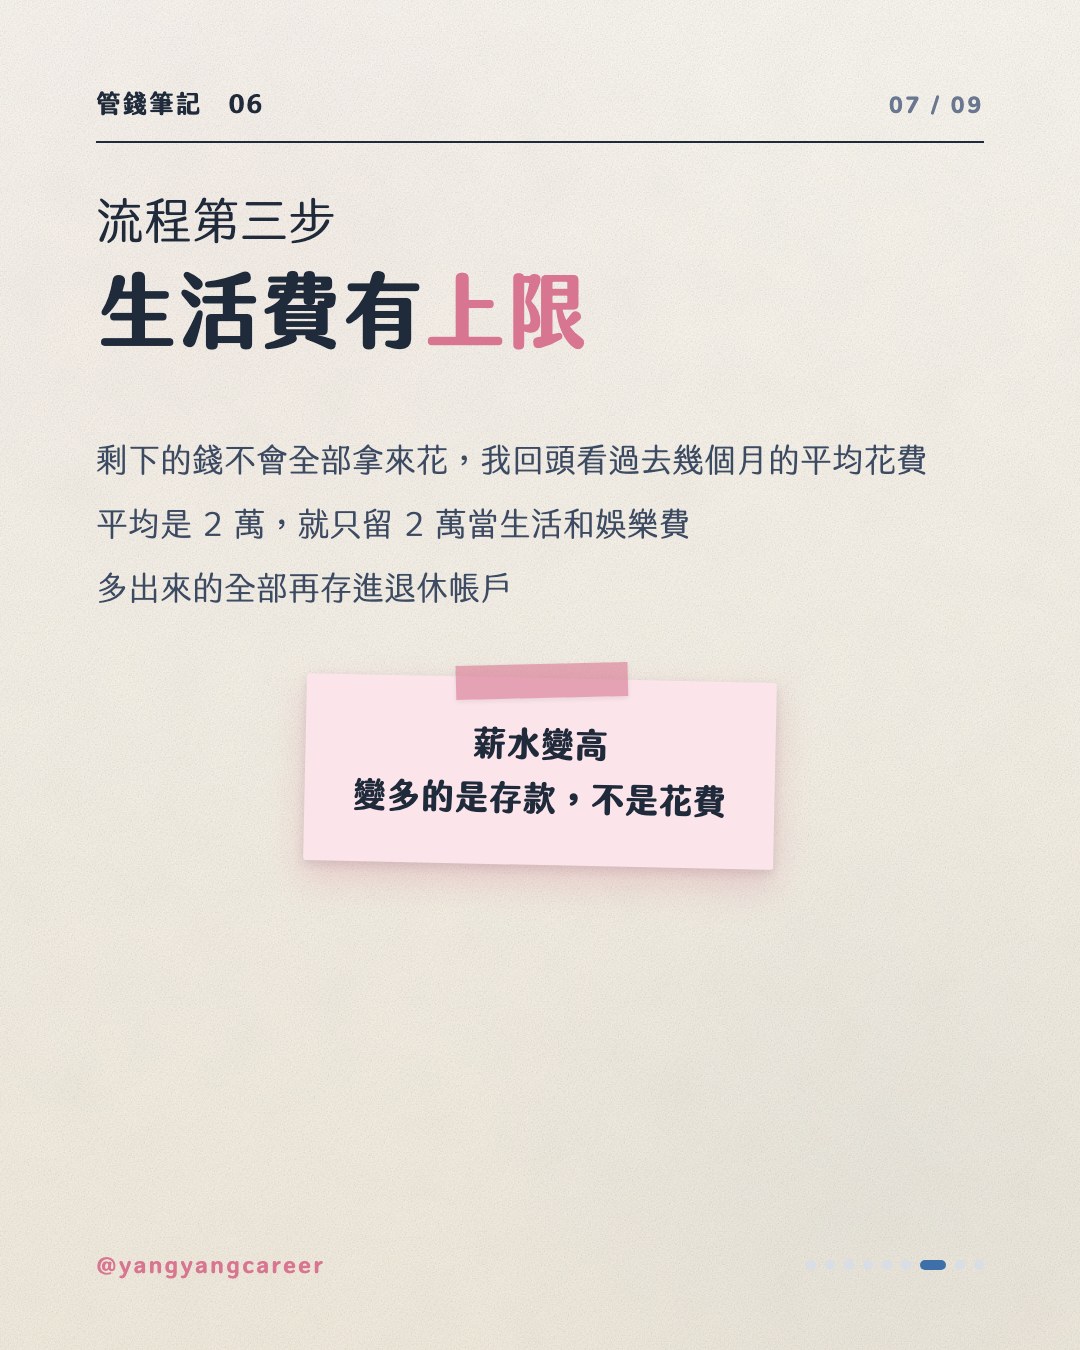 管錢筆記 06
07 / 09
流程第三步
生活費有上限
剩下的錢不會全部拿來花，我回頭看過去幾個月的平均花費
平均是 2 萬，就只留 2 萬當生活和娛樂費
多出來的全部再存進退休帳戶
薪水變高
變多的是存款，不是花費
@yangyangcareer